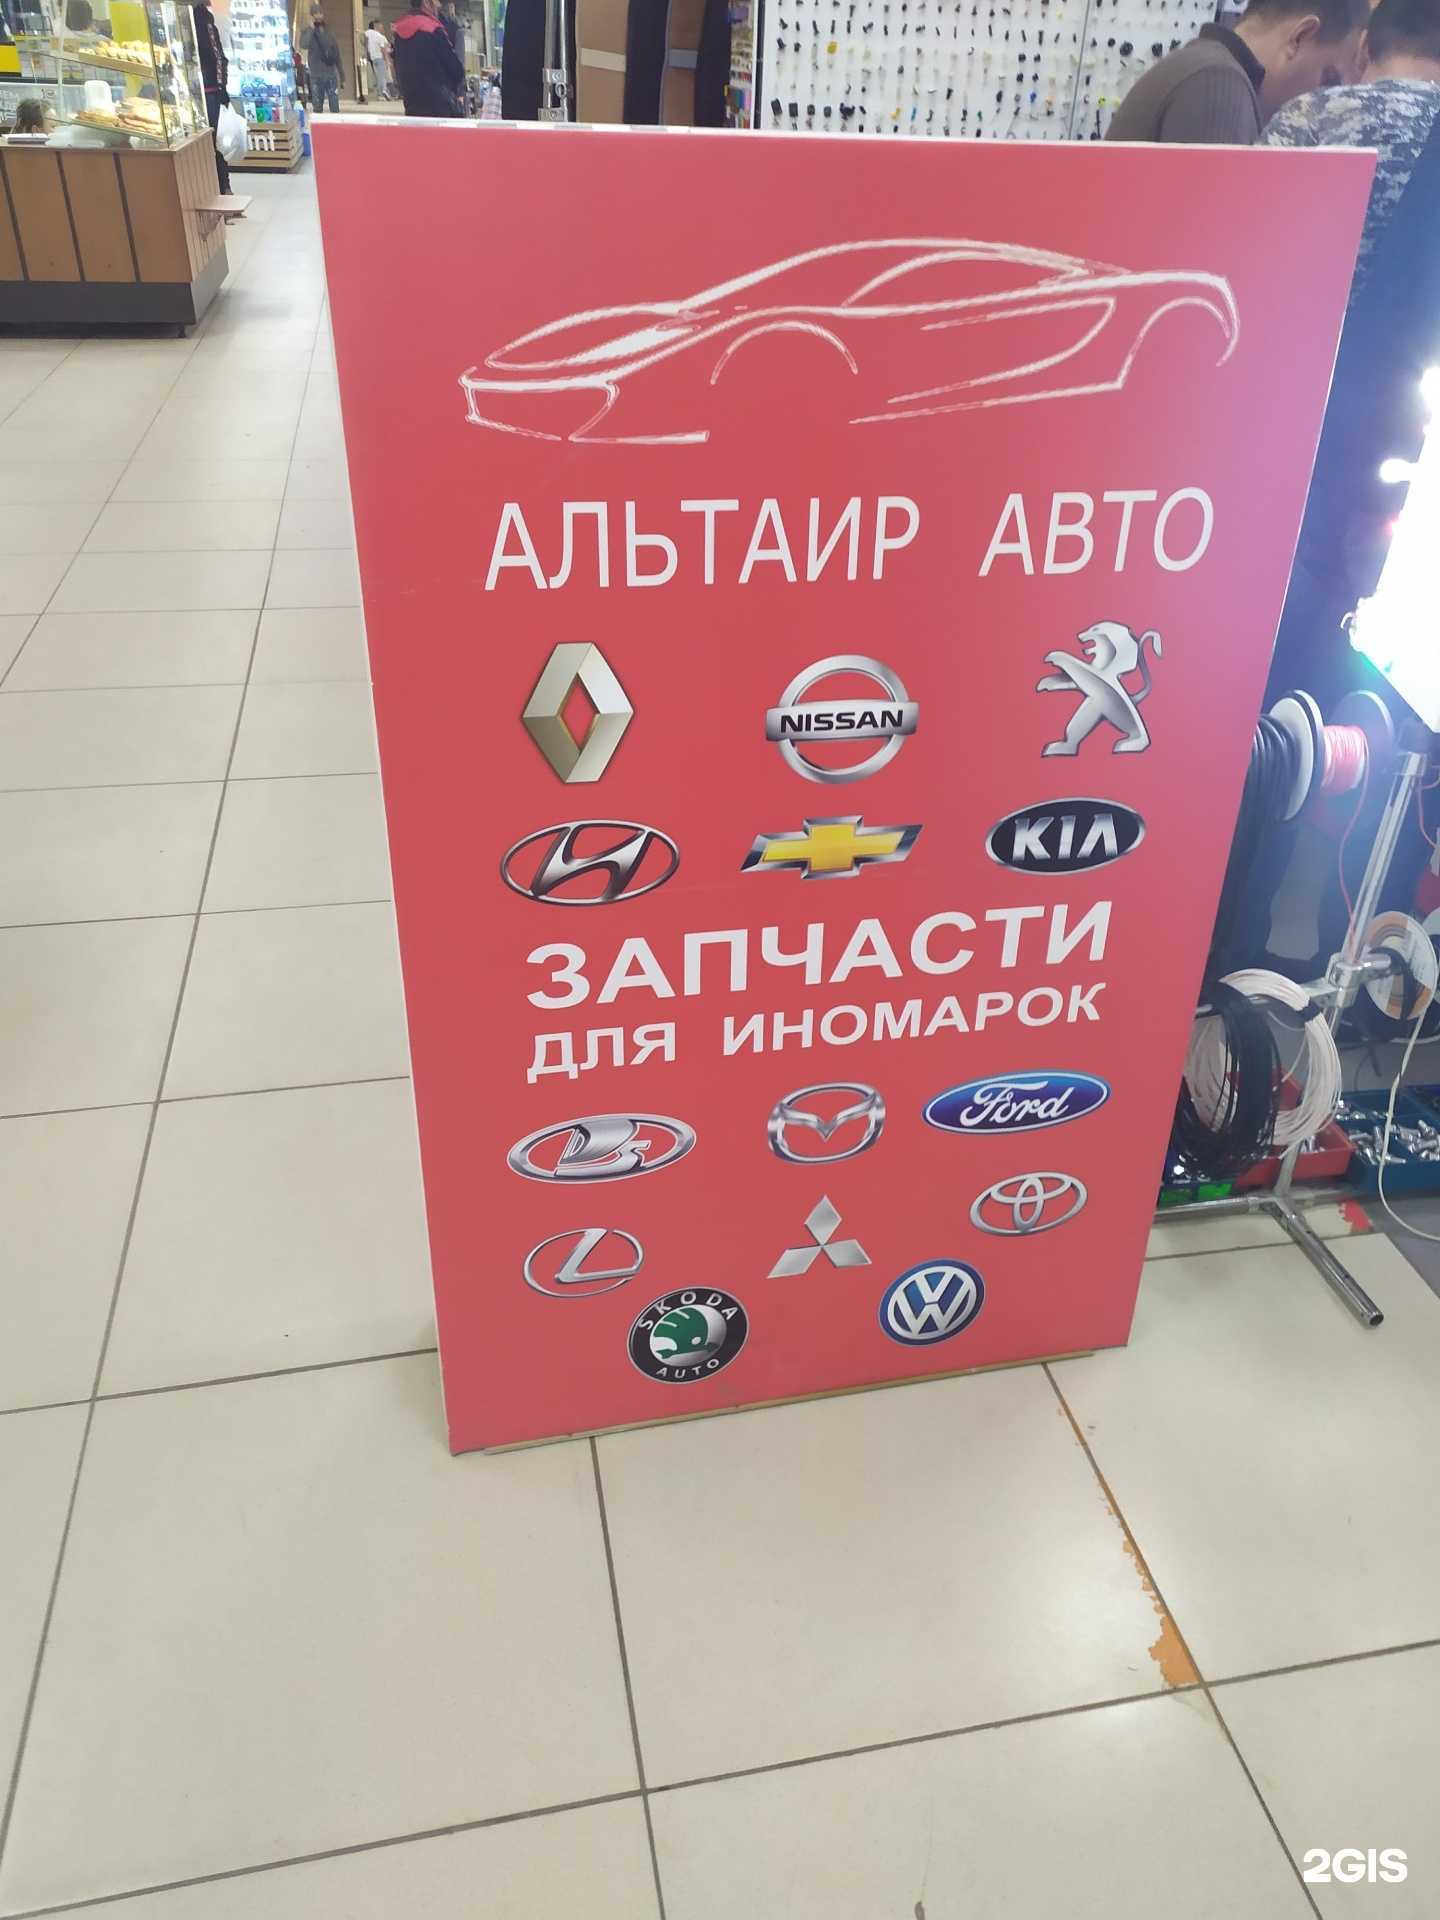 АЛЬТАИР АВТО
NISSAN
KIA
ЗАПЧАСТИ
ДЛЯ ИНОМАРОК
Ford
SKODA
AUTO
2GIS